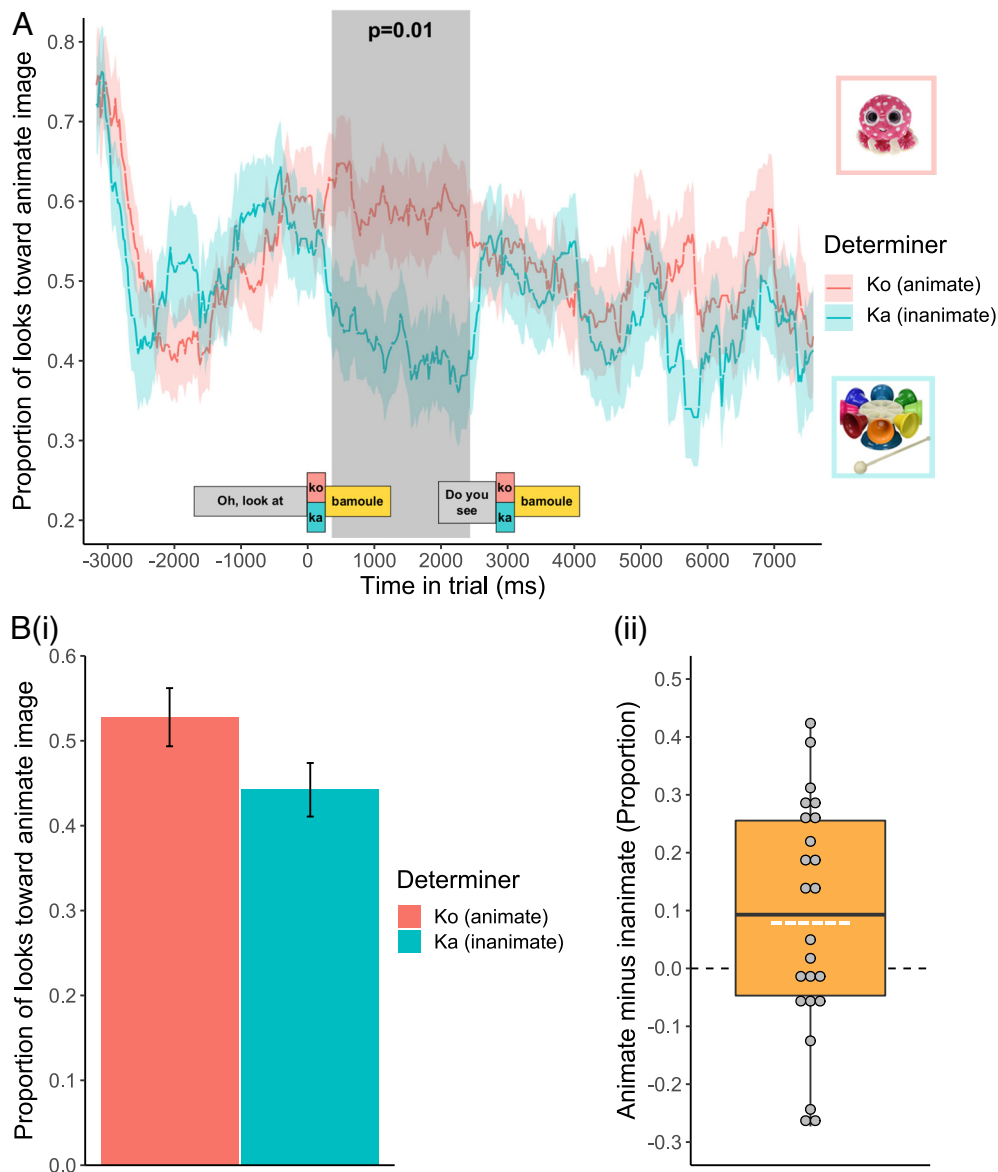 A
p=0.01
Proportion of looks toward animate image
0.8
0.7
0.6
0.5
0.4
0.3
0.2
Determiner
Ko (animate)
Ka (inanimate)
Oh, look at
ko
ka
bamoule
Do you
see
ko
ka
bamoule
-3000 -2000 -1000 0 1000 2000 3000 4000 5000 6000 7000
Time in trial (ms)
B(i)
Proportion of looks toward animate image
0.6
0.5
0.4
0.3
0.2
0.1
0.0
Determiner
Ko (animate)
Ka (inanimate)
(ii)
Animate minus inanimate (Proportion)
0.5
0.4
0.3
0.2
0.1
0.0
-0.1
-0.2
-0.3